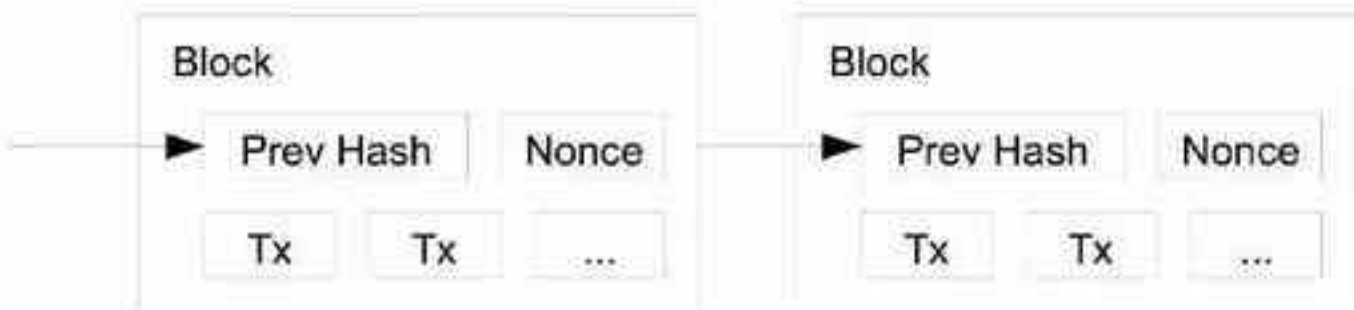 Block
Prev Hash Nonce
Tx Tx ...
Block
Prev Hash Nonce
Tx Tx ...